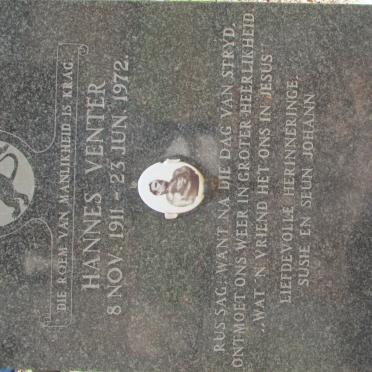 DIE ROEM VAN MANLIKHEID IS KRAG.
HANNES VENTER
8 NOV. 1911 - 23 JUN. 1972.
RUS SAG, WANT NA DIE DAG VAN STRYD,
ONTMOET ONS WEER IN GROTER HEERLIKHEID
„WAT 'N VRIEND HET ONS IN JESUS"
LIEFDEVOLLE HERINNERINGE.
SUSIE EN SEUN JOHANN